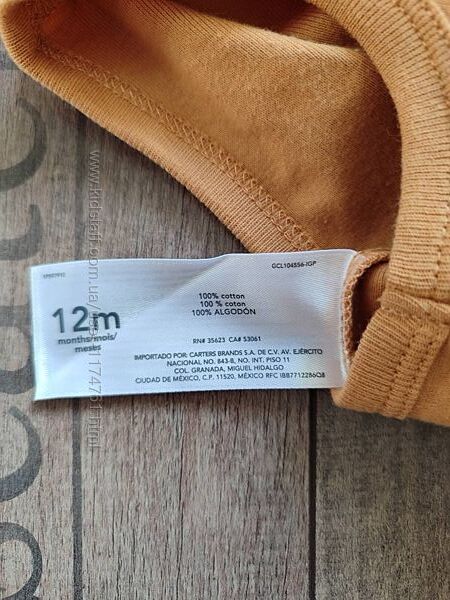 GCL104556-IGP
12m
months/mois/
meses
100% cotton
100 % coton
100% ALGODÓN
RN# 35623 CA# 53061
IMPORTADO POR: CARTERS BRANDS S.A. DE C.V. AV. EJÉRCITO
NACIONAL NO. 843-B, NO. INT. PISO 11
COL. GRANADA, MIGUEL HIDALGO
CIUDAD DE MÉXICO, C.P. 11520, MÉXICO RFC IBB7712286Q8